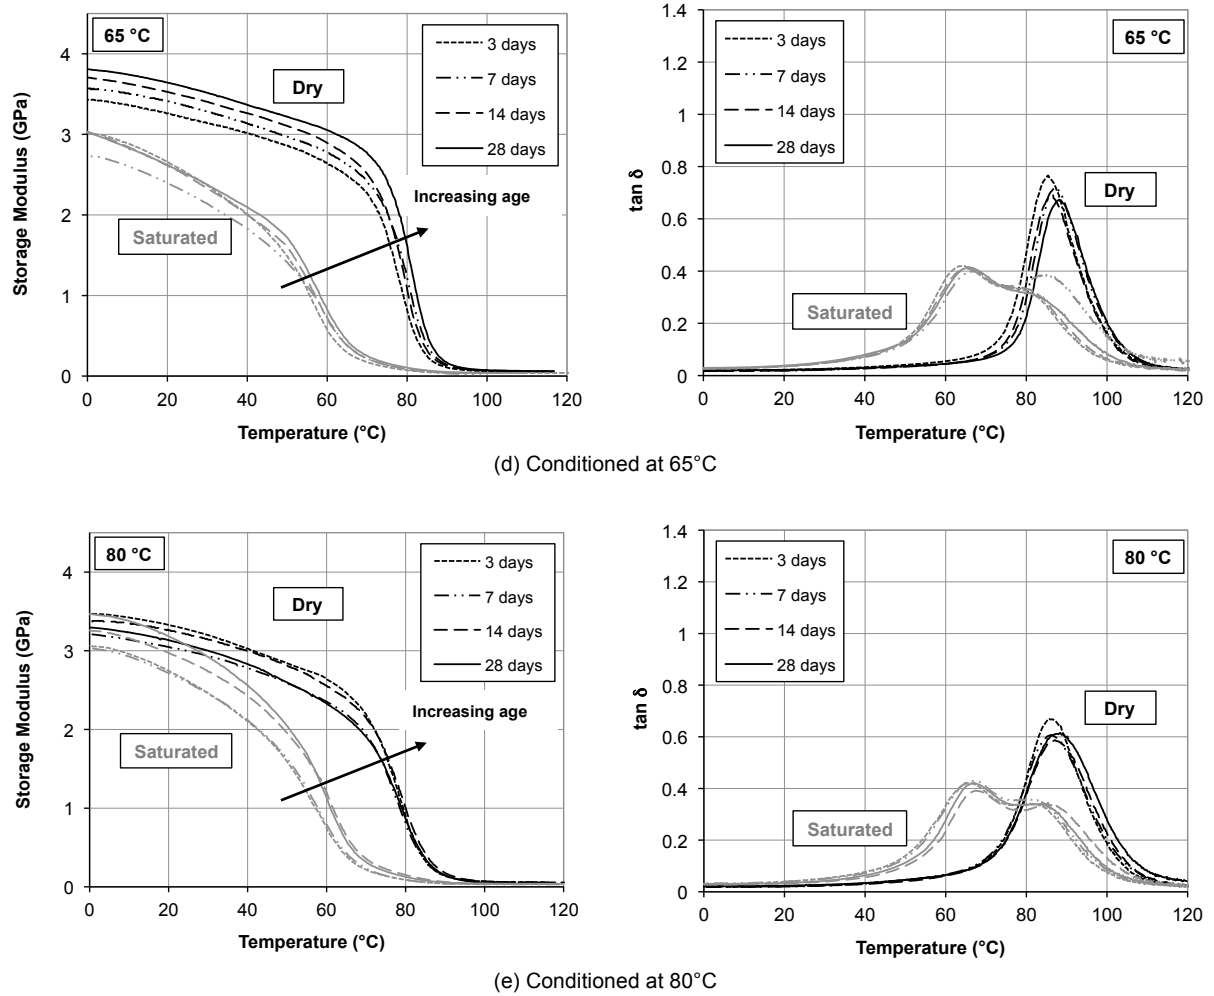 65 °C
Dry
Saturated
Increasing age
3 days
7 days
14 days
28 days
Storage Modulus (GPa)
4
3
2
1
0
0 20 40 60 80 100 120
Temperature (°C)
65 °C
3 days
7 days
14 days
28 days
Dry
Saturated
tan δ
1.4
1.2
1
0.8
0.6
0.4
0.2
0
0 20 40 60 80 100 120
Temperature (°C)
(d) Conditioned at 65°C
80 °C
Dry
Saturated
Increasing age
3 days
7 days
14 days
28 days
Storage Modulus (GPa)
4
3
2
1
0
0 20 40 60 80 100 120
Temperature (°C)
80 °C
3 days
7 days
14 days
28 days
Dry
Saturated
tan δ
1.4
1.2
1
0.8
0.6
0.4
0.2
0
0 20 40 60 80 100 120
Temperature (°C)
(e) Conditioned at 80°C